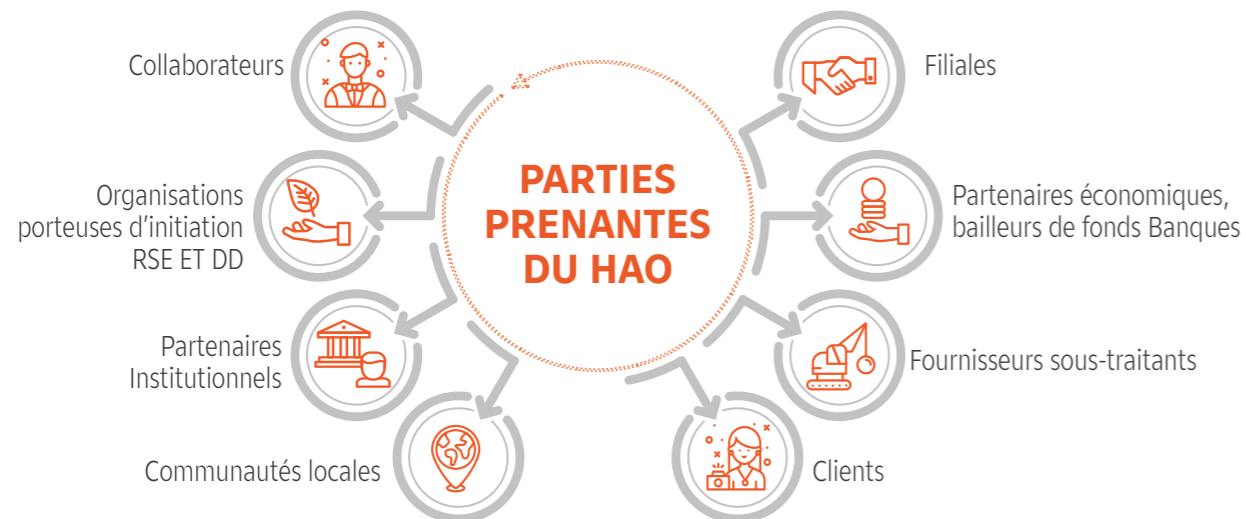 PARTIES
PRENANTES
DU HAO
Collaborateurs
Organisations
porteuses d'initiation
RSE ET DD
Partenaires
Institutionnels
Communautés locales
Filiales
Partenaires économiques,
bailleurs de fonds Banques
Fournisseurs sous-traitants
Clients